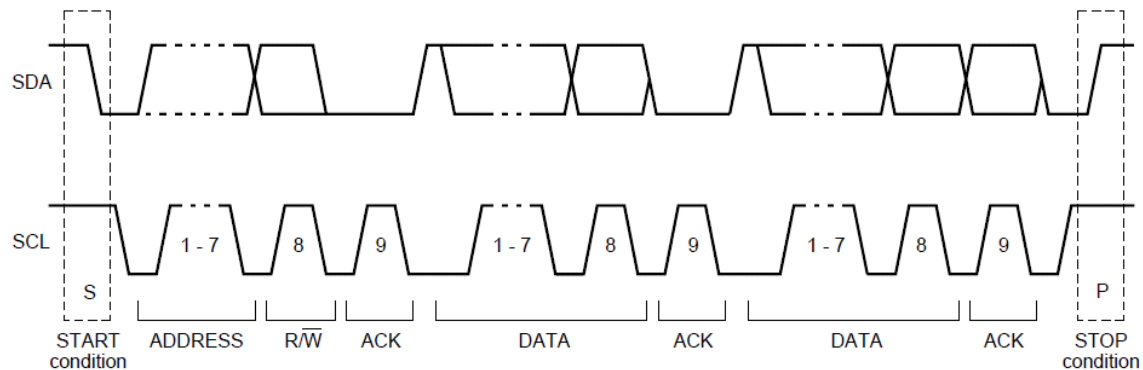 SDA
SCL
1 - 7
8
9
1 - 7
8
9
1 - 7
8
9
S
P
START
condition
ADDRESS
R/W̅
ACK
DATA
ACK
DATA
ACK
STOP
condition